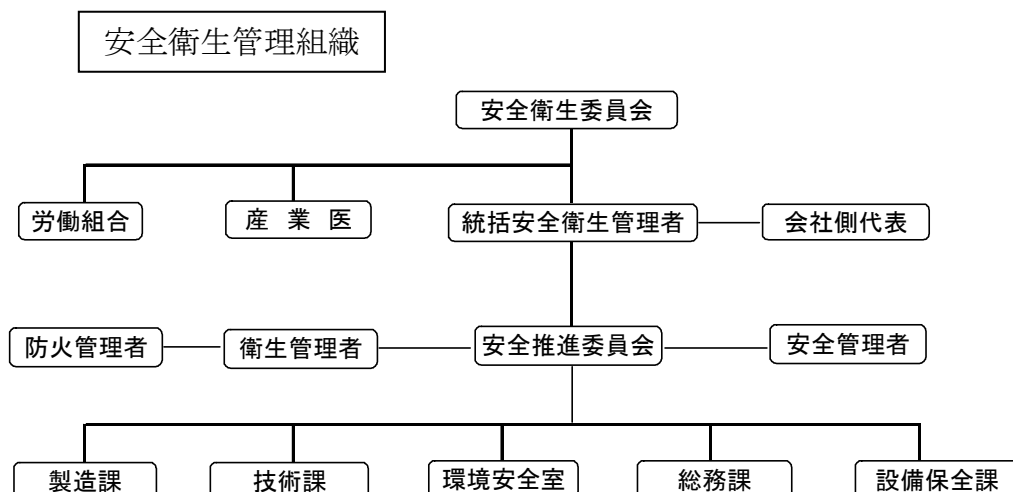 安全衛生管理組織
安全衛生委員会
労働組合
産 業 医
統括安全衛生管理者
会社側代表
防火管理者
衛生管理者
安全推進委員会
安全管理者
製造課
技術課
環境安全室
総務課
設備保全課